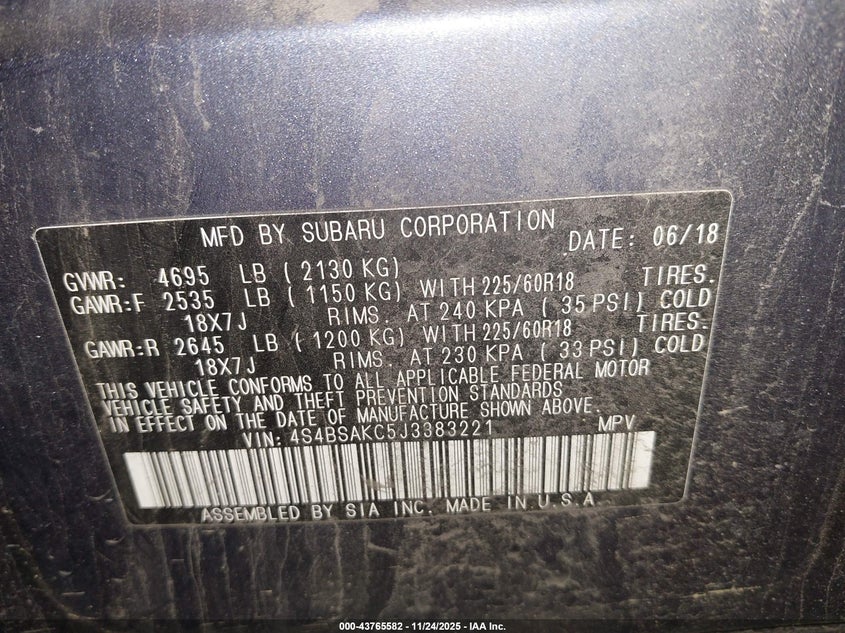 MFD BY SUBARU CORPORATION DATE: 06/18
GVWR: 4695 LB ( 2130 KG)
GAWR:F 2535 LB ( 1150 KG) WITH 225/60R18 TIRES.
18X7J RIMS. AT 240 KPA ( 35 PSI) COLD
GAWR:R 2645 LB ( 1200 KG) WITH 225/60R18 TIRES.
18X7J RIMS. AT 230 KPA ( 33 PSI) COLD
THIS VEHICLE CONFORMS TO ALL APPLICABLE FEDERAL MOTOR
VEHICLE SAFETY AND THEFT PREVENTION STANDARDS
IN EFFECT ON THE DATE OF MANUFACTURE SHOWN ABOVE.
VIN: 4S4BSAKC5J3383221 MPV
ASSEMBLED BY SIA INC. MADE IN U.S.A
000-43765582 - 11/24/2025 - IAA Inc.